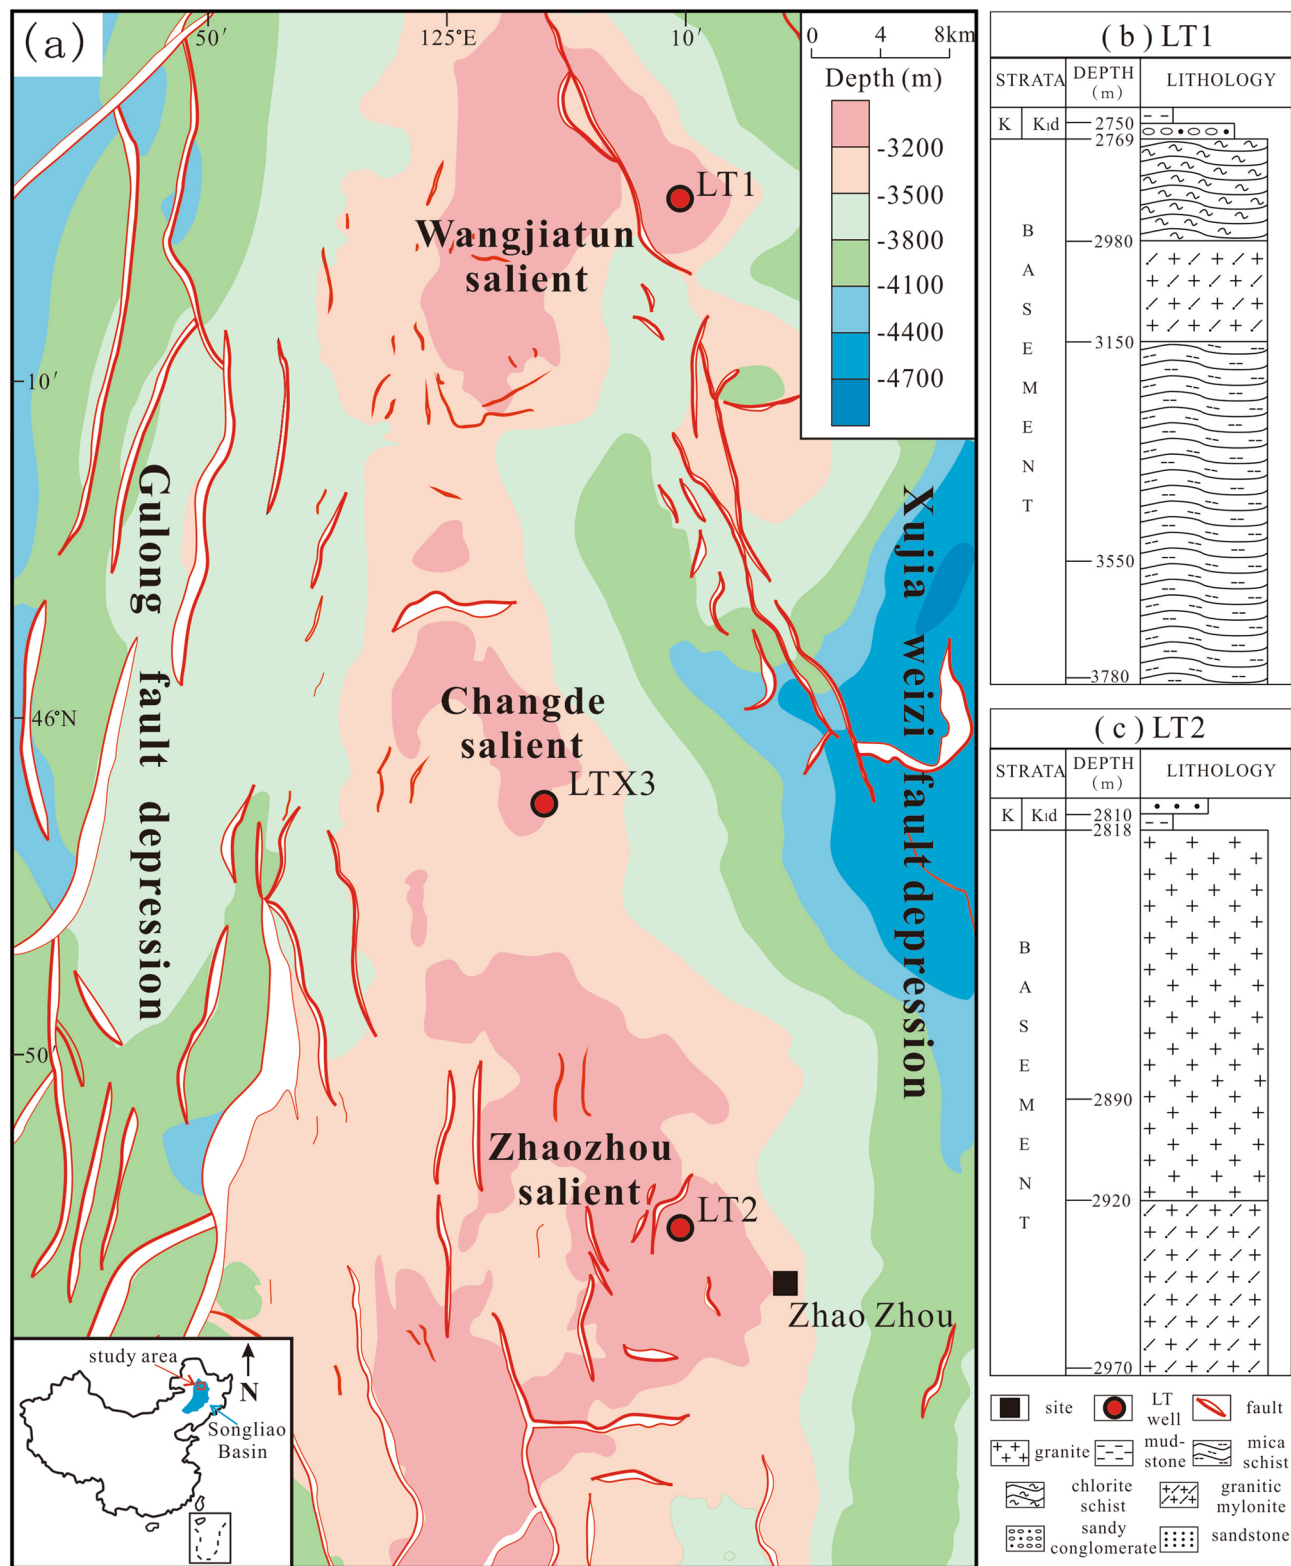 (a)
50′
125°E
10′
0
4
8km
Depth (m)
-3200
-3500
-3800
-4100
-4400
-4700
LT1
Wangjiatun
salient
10′
Gulong fault depression
Xujia weizi fault depression
Changde
salient
46°N
LTX3
50′
Zhaozhou
salient
LT2
Zhao Zhou
study area
N
Songliao
Basin
(b) LT1
STRATA
DEPTH
(m)
LITHOLOGY
K
K₁d
2750
2769
BASEMENT
2980
3150
3550
3780
(c) LT2
STRATA
DEPTH
(m)
LITHOLOGY
K
K₁d
2810
2818
BASEMENT
2890
2920
2970
site
LT
well
fault
granite
mud-
stone
mica
schist
chlorite
schist
granitic
mylonite
sandy
conglomerate
sandstone